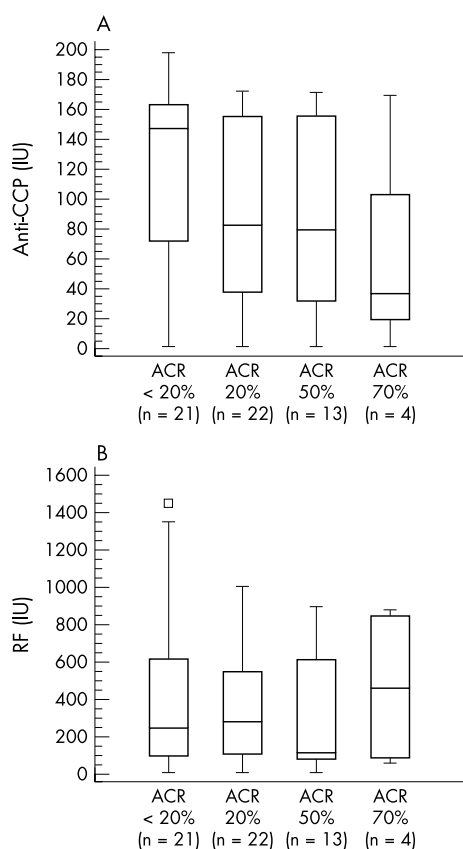 A
200
180
160
140
120
100
80
60
40
20
0
Anti-CCP (IU)
ACR ACR ACR ACR
< 20% 20% 50% 70%
(n = 21) (n = 22) (n = 13) (n = 4)
B
1600
1400
1200
1000
800
600
400
200
0
RF (IU)
ACR ACR ACR ACR
< 20% 20% 50% 70%
(n = 21) (n = 22) (n = 13) (n = 4)